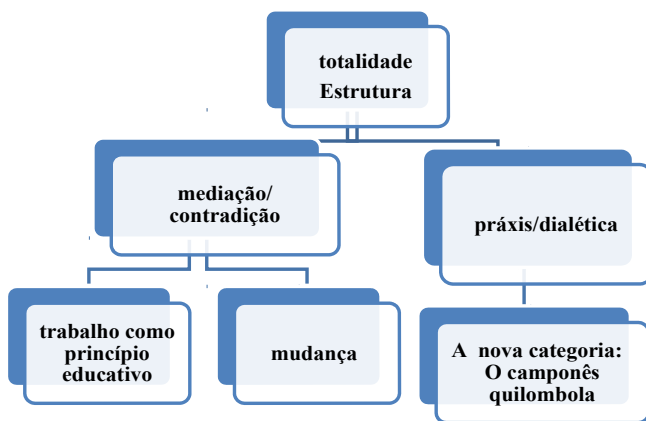 totalidade
Estrutura
mediação/
contradição
práxis/dialética
trabalho como
princípio
educativo
mudança
A nova categoria:
O camponês
quilombola